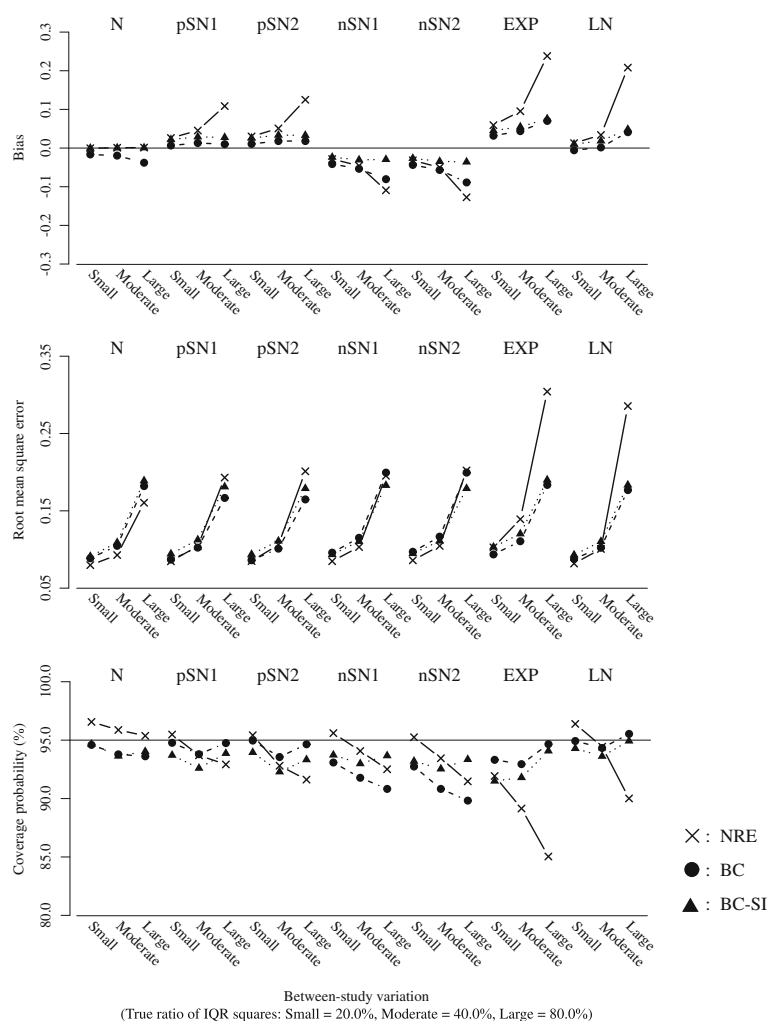 N pSN1 pSN2 nSN1 nSN2 EXP LN
Bias
0.3
0.2
0.1
0.0
-0.1
-0.2
-0.3
Small Moderate Large Small Moderate Large Small Moderate Large Small Moderate Large Small Moderate Large Small Moderate Large Small Moderate Large
N pSN1 pSN2 nSN1 nSN2 EXP LN
Root mean square error
0.35
0.25
0.15
0.05
Small Moderate Large Small Moderate Large Small Moderate Large Small Moderate Large Small Moderate Large Small Moderate Large Small Moderate Large
N pSN1 pSN2 nSN1 nSN2 EXP LN
Coverage probability (%)
100.0
95.0
90.0
85.0
80.0
Small Moderate Large Small Moderate Large Small Moderate Large Small Moderate Large Small Moderate Large Small Moderate Large Small Moderate Large
: NRE
: BC
: BC-SI
Between-study variation
(True ratio of IQR squares: Small = 20.0%, Moderate = 40.0%, Large = 80.0%)